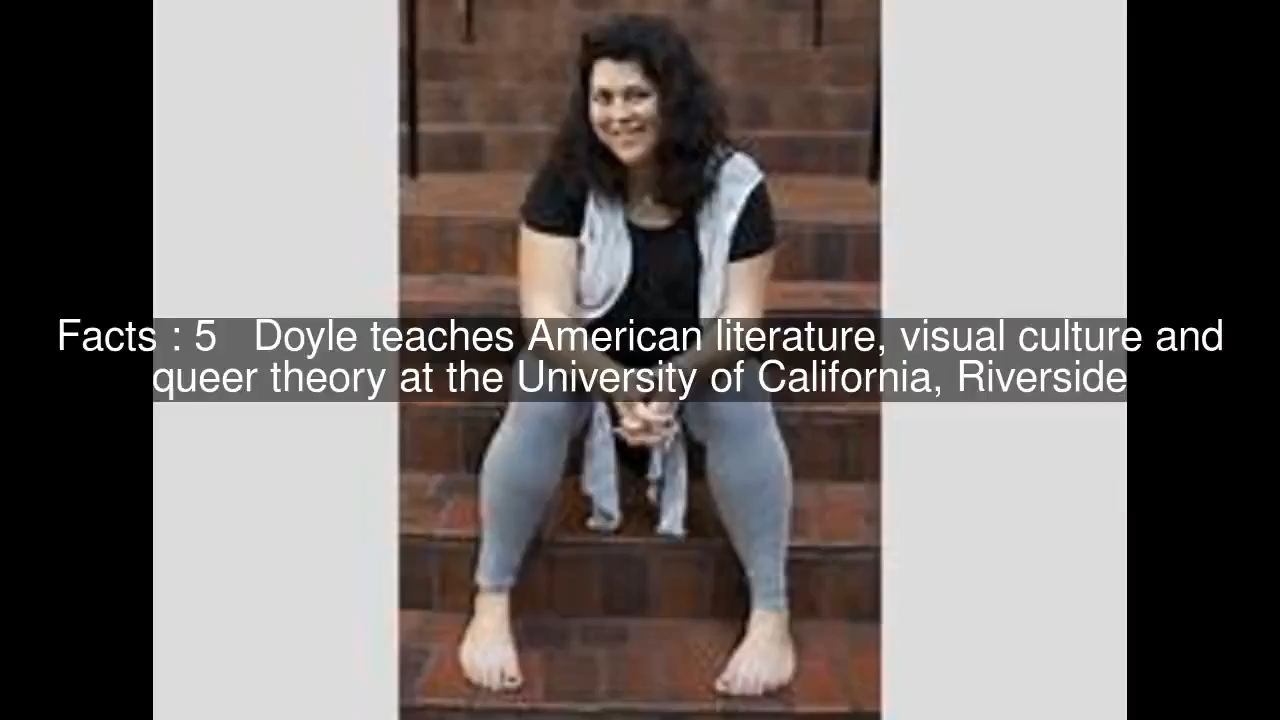 Facts : 5   Doyle teaches American literature, visual culture and
queer theory at the University of California, Riverside